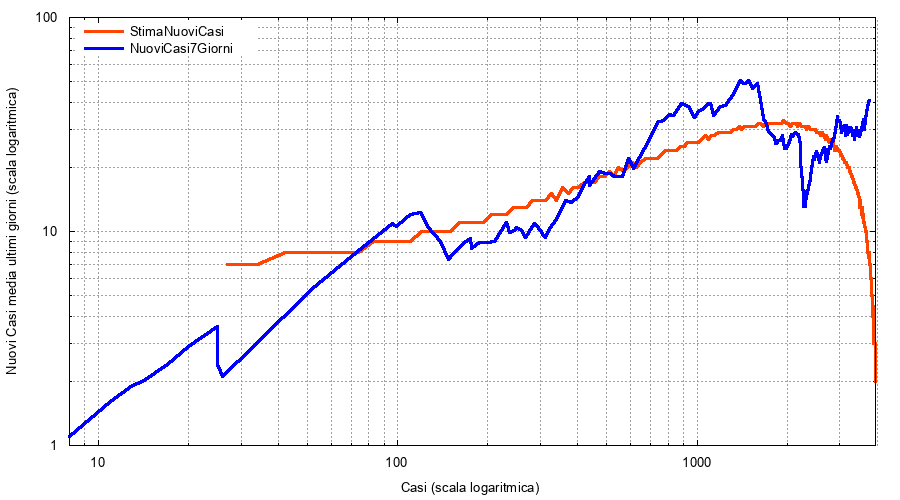 100
StimaNuoviCasi
NuoviCasi7Giorni
Nuovi Casi media ultimi giorni (scala logaritmica)
10
1
10
100
1000
Casi (scala logaritmica)